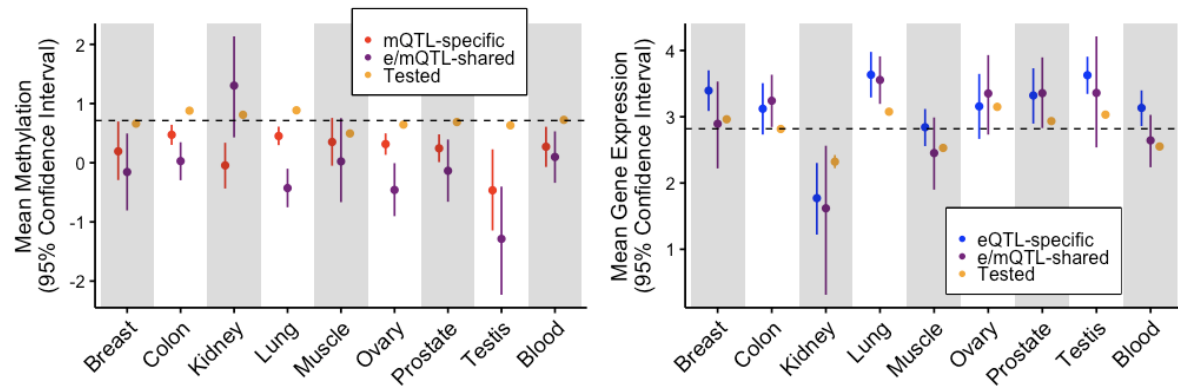 Mean Methylation
(95% Confidence Interval)
2
1
0
-1
-2
mQTL-specific
e/mQTL-shared
Tested
Breast
Colon
Kidney
Lung
Muscle
Ovary
Prostate
Testis
Blood
Mean Gene Expression
(95% Confidence Interval)
4
3
2
1
eQTL-specific
e/mQTL-shared
Tested
Breast
Colon
Kidney
Lung
Muscle
Ovary
Prostate
Testis
Blood